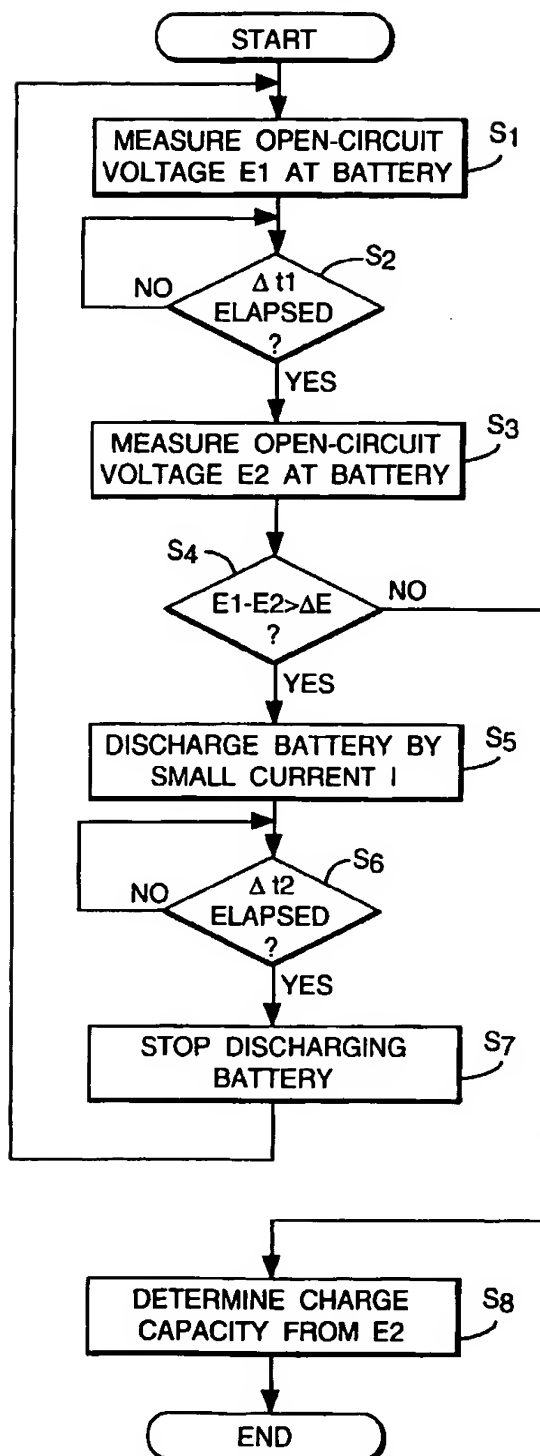 START
MEASURE OPEN-CIRCUIT
VOLTAGE E1 AT BATTERY
S1
S2
Δ t1
ELAPSED
?
NO
YES
MEASURE OPEN-CIRCUIT
VOLTAGE E2 AT BATTERY
S3
S4
E1-E2>ΔE
?
NO
YES
DISCHARGE BATTERY BY
SMALL CURRENT I
S5
S6
Δ t2
ELAPSED
?
NO
YES
STOP DISCHARGING
BATTERY
S7
DETERMINE CHARGE
CAPACITY FROM E2
S8
END